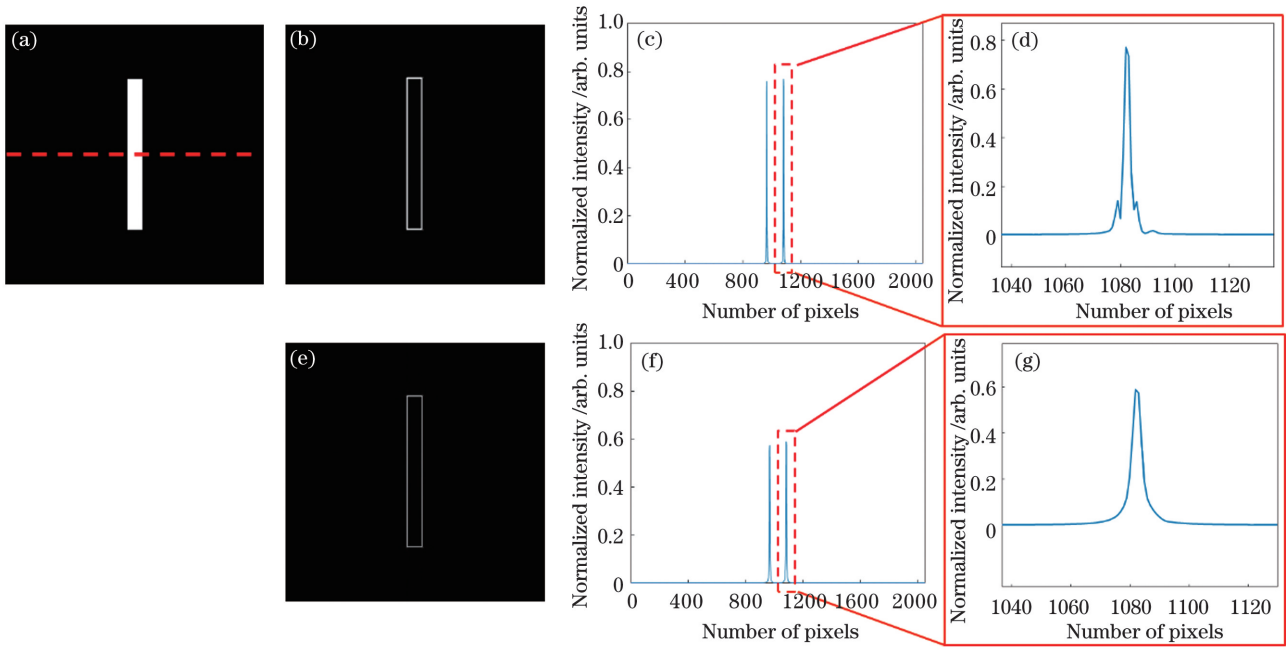 (a)
(b)
(c)
Normalized intensity /arb. units
1.0
0.8
0.6
0.4
0.2
0
0 400 800 1200 1600 2000
Number of pixels
(d)
Normalized intensity /arb. units
0.8
0.6
0.4
0.2
0
1040 1060 1080 1100 1120
Number of pixels
(e)
(f)
Normalized intensity /arb. units
1.0
0.8
0.6
0.4
0.2
0
0 400 800 1200 1600 2000
Number of pixels
(g)
Normalized intensity /arb. units
0.6
0.4
0.2
0
1040 1060 1080 1100 1120
Number of pixels